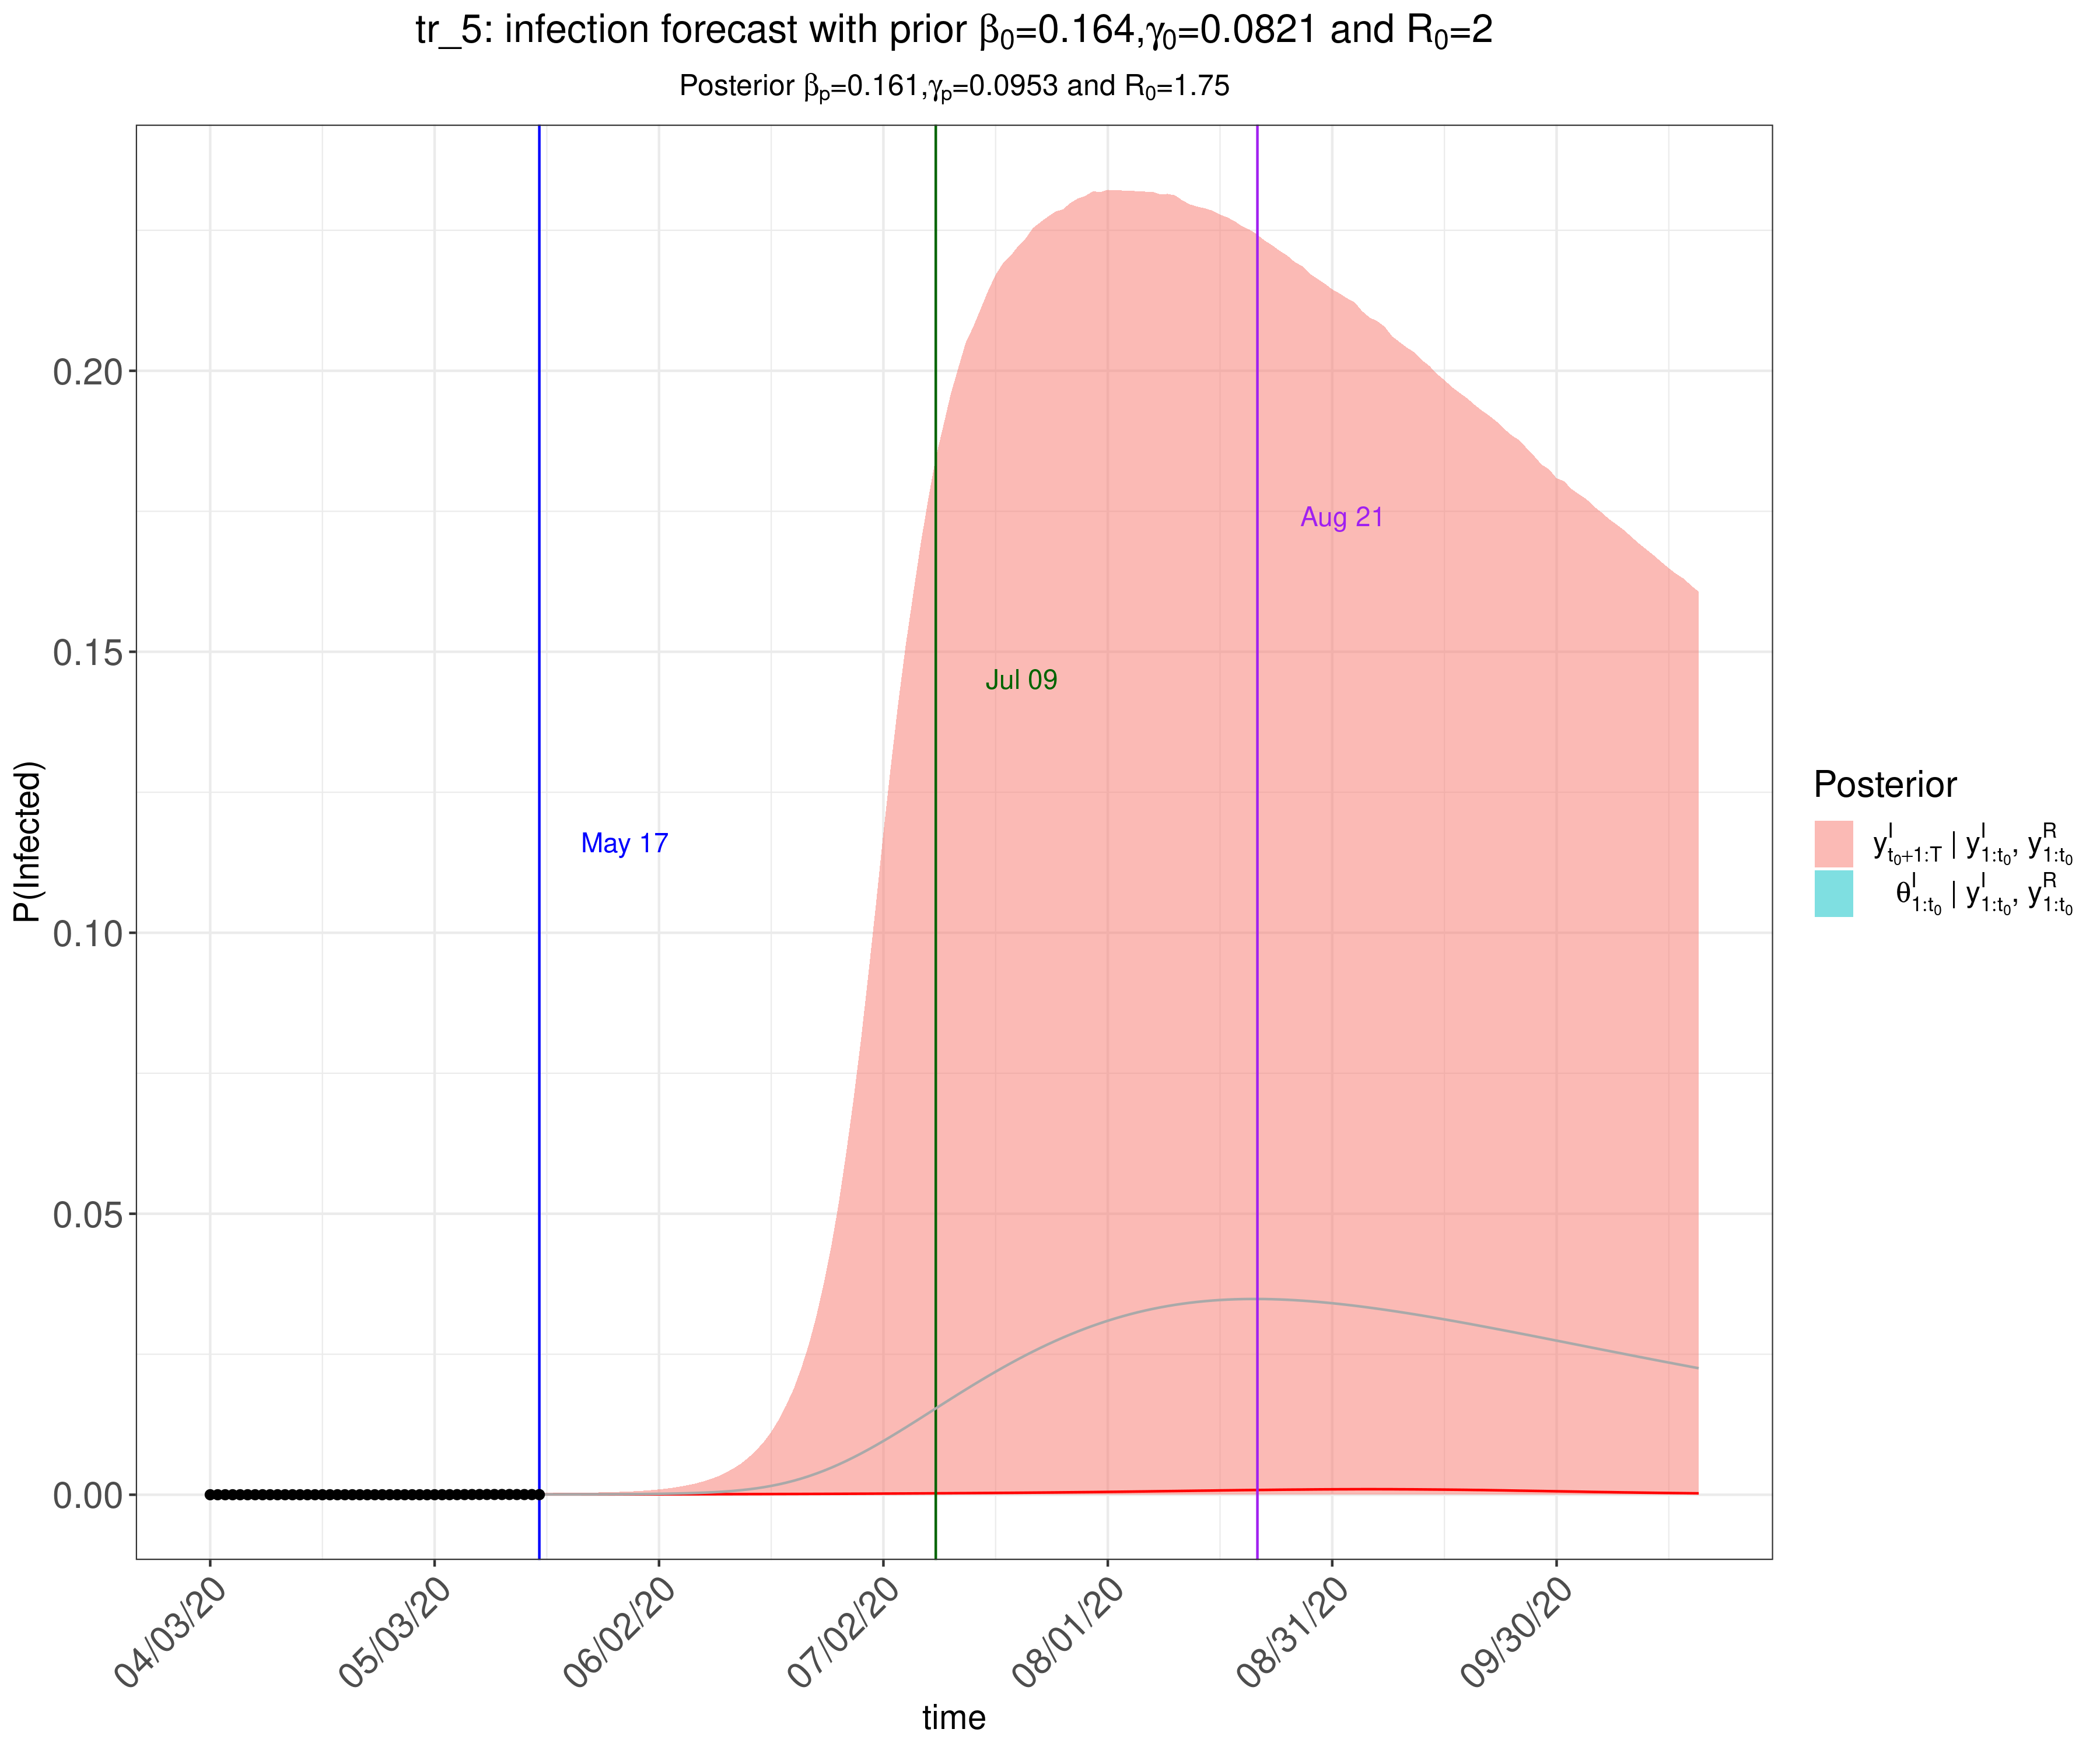 tr_5: infection forecast with prior β₀=0.164,γ₀=0.0821 and R₀=2
Posterior βₚ=0.161,γₚ=0.0953 and R₀=1.75
P(Infected)
0.20
0.15
0.10
0.05
0.00
Aug 21
Jul 09
May 17
04/03/20
05/03/20
06/02/20
07/02/20
08/01/20
08/31/20
09/30/20
time
Posterior
y^I_{t₀+1:T} | y^I_{1:t₀}, y^R_{1:t₀}
θ^I_{1:t₀} | y^I_{1:t₀}, y^R_{1:t₀}